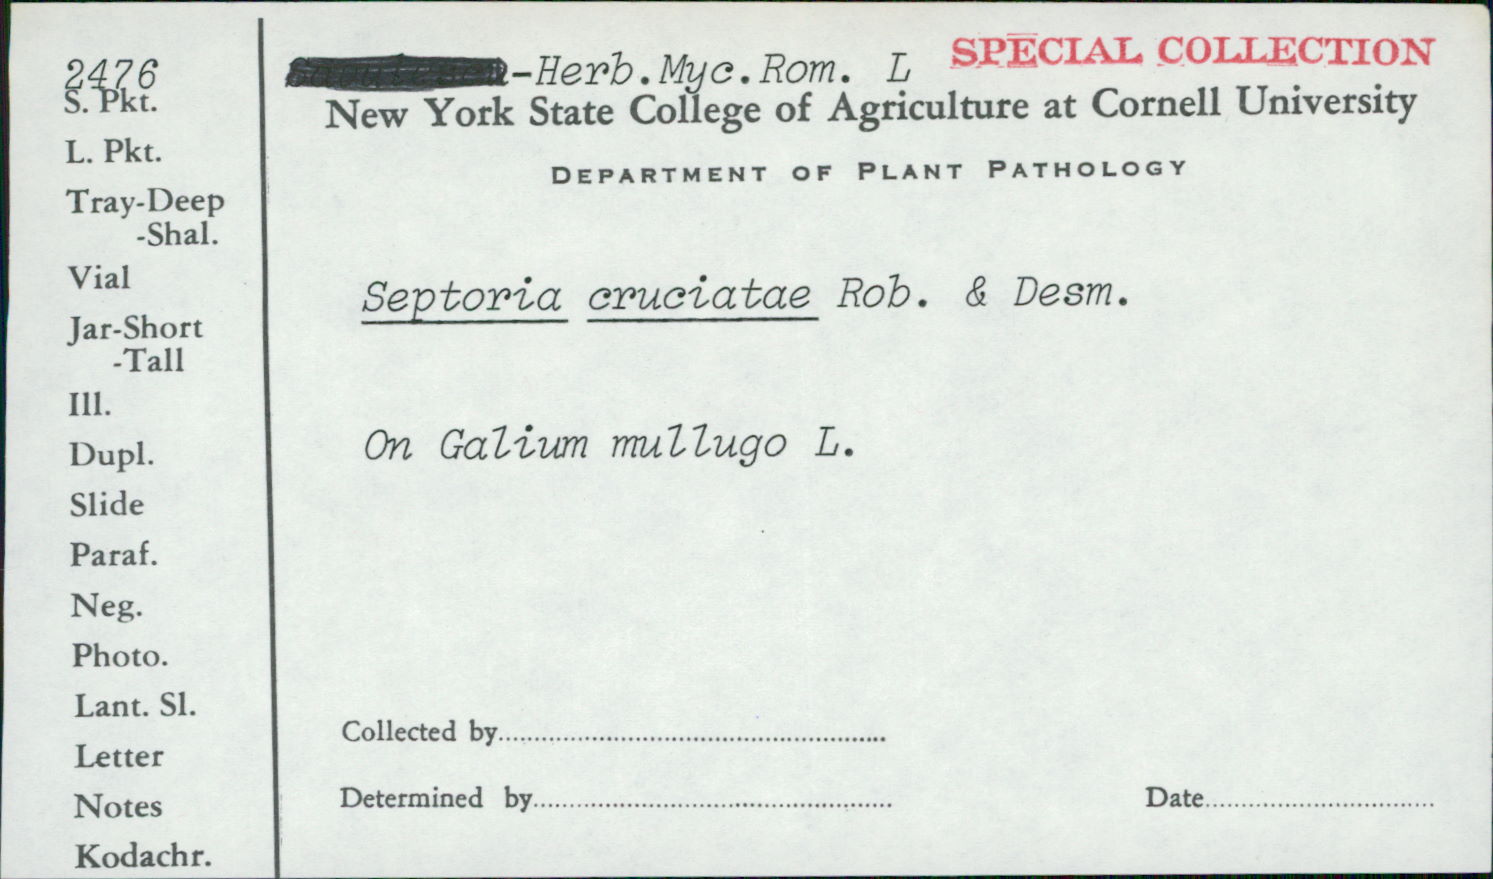 2476
S. Pkt.
L. Pkt.
Tray-Deep
-Shal.
Vial
Jar-Short
-Tall
Ill.
Dupl.
Slide
Paraf.
Neg.
Photo.
Lant. Sl.
Letter
Notes
Kodachr.
-Herb.Myc.Rom. L
SPECIAL COLLECTION
New York State College of Agriculture at Cornell University
DEPARTMENT OF PLANT PATHOLOGY
Septoria cruciatae Rob. & Desm.
On Galium mullugo L.
Collected by
Determined by
Date